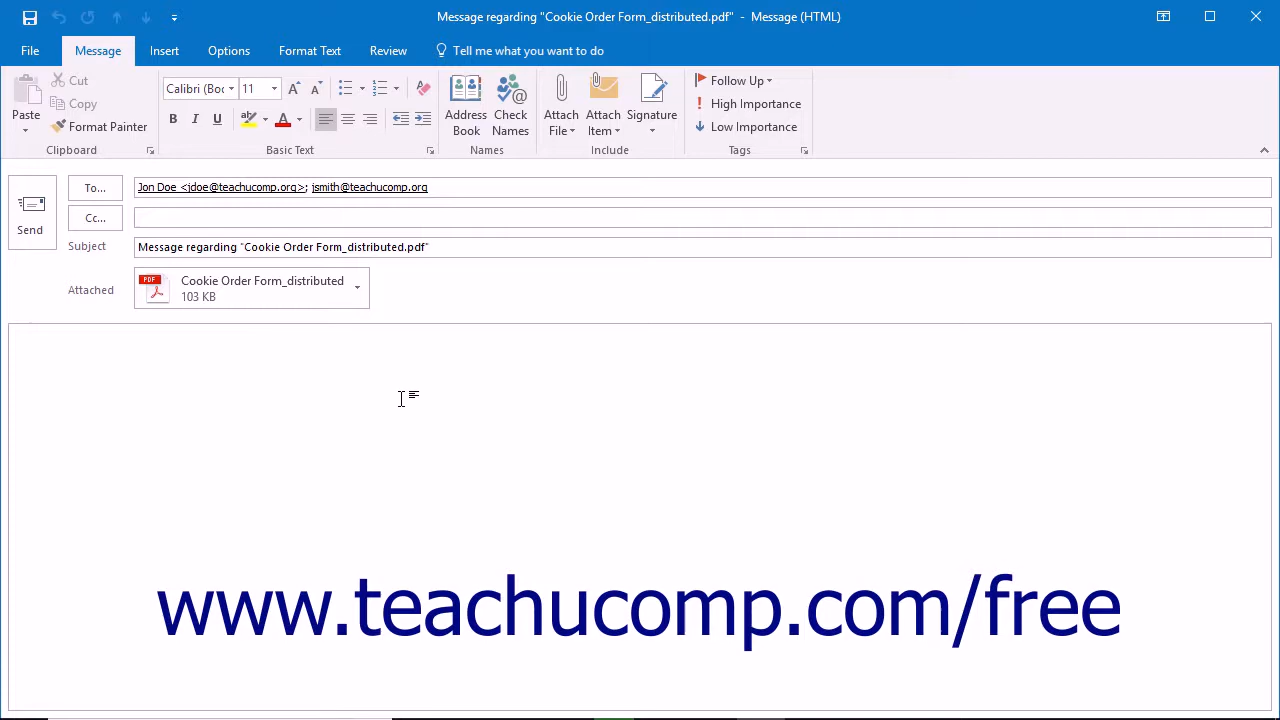 Message regarding "Cookie Order Form_distributed.pdf" - Message (HTML)
File Message Insert Options Format Text Review Tell me what you want to do
Paste
Cut
Copy
Format Painter
Clipboard
Calibri (Boc 11
B I U ab A
Basic Text
Address Book
Check Names
Names
Attach File
Attach Item
Signature
Include
Follow Up
High Importance
Low Importance
Tags
Send
To... Jon Doe <jdoe@teachucomp.org>; jsmith@teachucomp.org
Cc...
Subject Message regarding "Cookie Order Form_distributed.pdf"
Attached PDF Cookie Order Form_distributed
103 KB
www.teachucomp.com/free